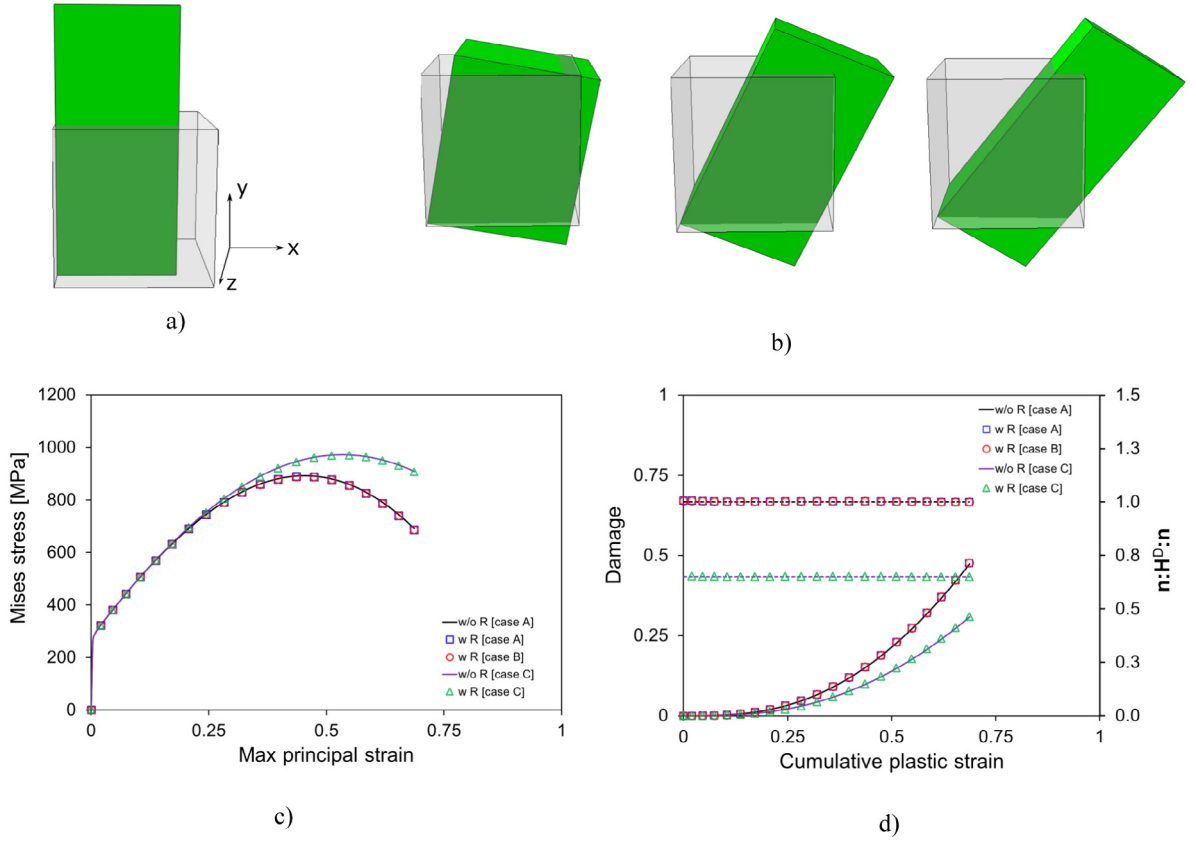 y
x
z
a)
b)
1200
1000
800
600
400
200
0
0
0.25
0.5
0.75
1
Mises stress [MPa]
Max principal strain
w/o R [case A]
w R [case A]
w R [case B]
w/o R [case C]
w R [case C]
c)
1
0.75
0.5
0.25
0
0
0.25
0.5
0.75
1
1.5
1.3
1.0
0.8
0.5
0.3
0.0
Damage
Cumulative plastic strain
n:Hᴰ:n
w/o R [case A]
w R [case A]
w R [case B]
w/o R [case C]
w R [case C]
d)